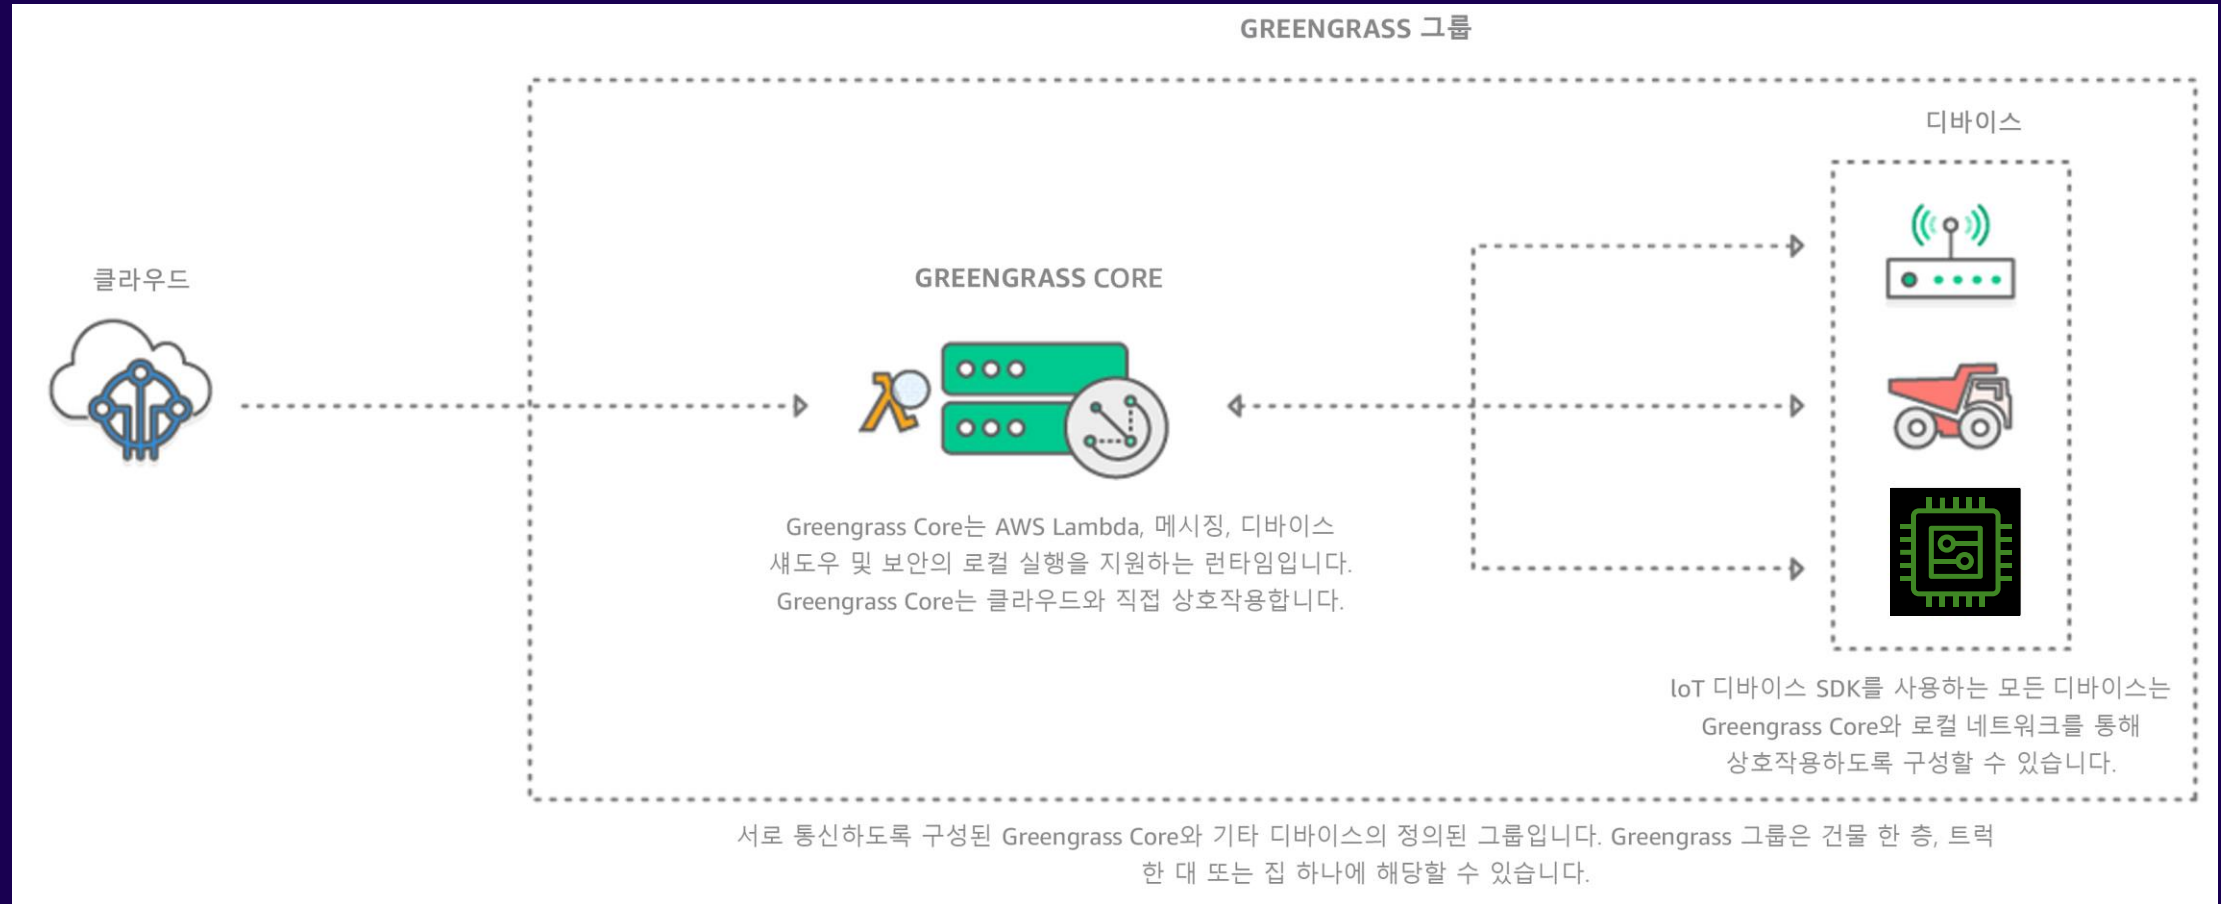 GREENGRASS 그룹
디바이스
클라우드
GREENGRASS CORE
Greengrass Core는 AWS Lambda, 메시징, 디바이스
섀도우 및 보안의 로컬 실행을 지원하는 런타임입니다.
Greengrass Core는 클라우드와 직접 상호작용합니다.
IoT 디바이스 SDK를 사용하는 모든 디바이스는
Greengrass Core와 로컬 네트워크를 통해
상호작용하도록 구성할 수 있습니다.
서로 통신하도록 구성된 Greengrass Core와 기타 디바이스의 정의된 그룹입니다. Greengrass 그룹은 건물 한 층, 트럭
한 대 또는 집 하나에 해당할 수 있습니다.